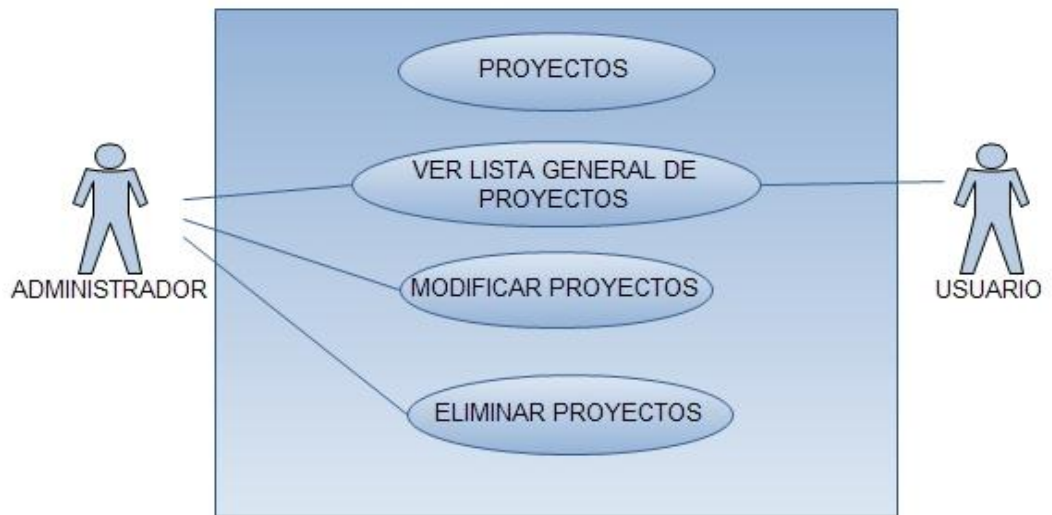 PROYECTOS
VER LISTA GENERAL DE
PROYECTOS
ADMINISTRADOR
MODIFICAR PROYECTOS
USUARIO
ELIMINAR PROYECTOS